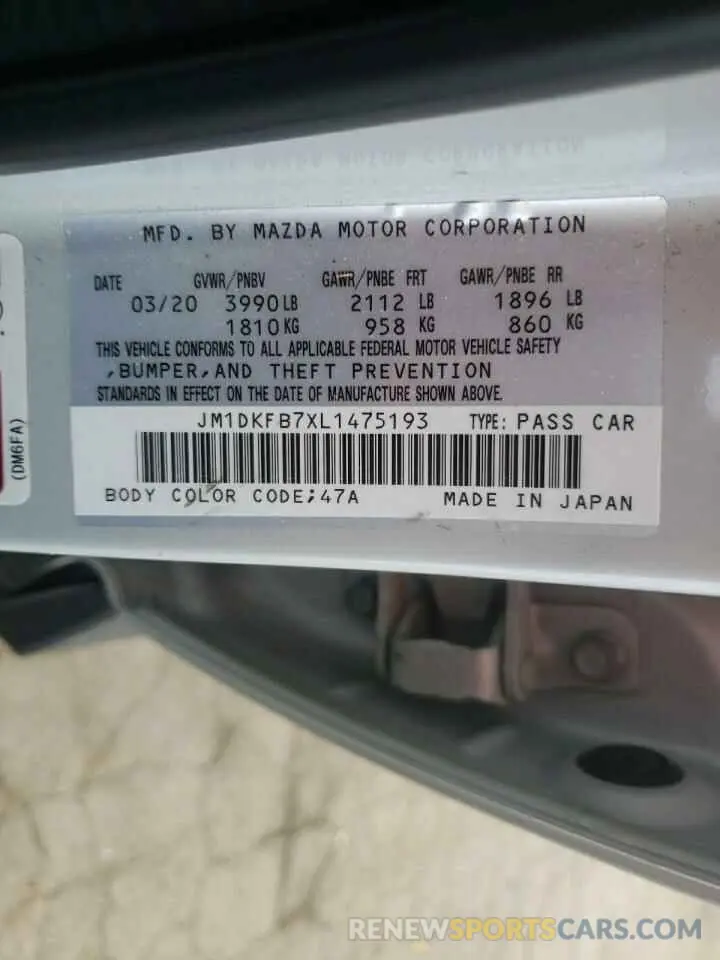 MFD. BY MAZDA MOTOR CORPORATION
DATE GVWR/PNBV GAWR/PNBE FRT GAWR/PNBE RR
03/20 3990LB 2112 LB 1896 LB
1810KG 958 KG 860 KG
THIS VEHICLE CONFORMS TO ALL APPLICABLE FEDERAL MOTOR VEHICLE SAFETY
,BUMPER,AND THEFT PREVENTION
STANDARDS IN EFFECT ON THE DATE OF MANUFACTURE SHOWN ABOVE.
JM1DKFB7XL1475193 TYPE: PASS CAR
BODY COLOR CODE;47A MADE IN JAPAN
(DM6FA)
RENEWSPORTSCARS.COM